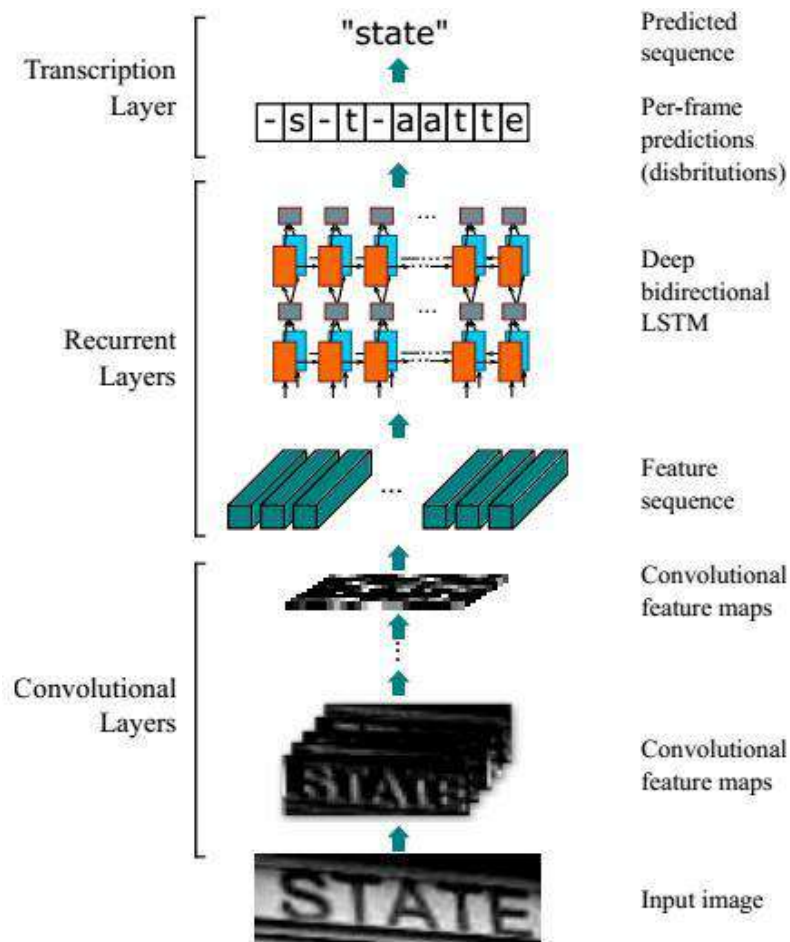 "state"
Predicted
sequence
Transcription
Layer
- s - t - a a t t e
Per-frame
predictions
(disbritutions)
...
...
Deep
bidirectional
LSTM
...
Recurrent
Layers
...
...
Feature
sequence
Convolutional
feature maps
Convolutional
Layers
STATE
Convolutional
feature maps
STATE
Input image